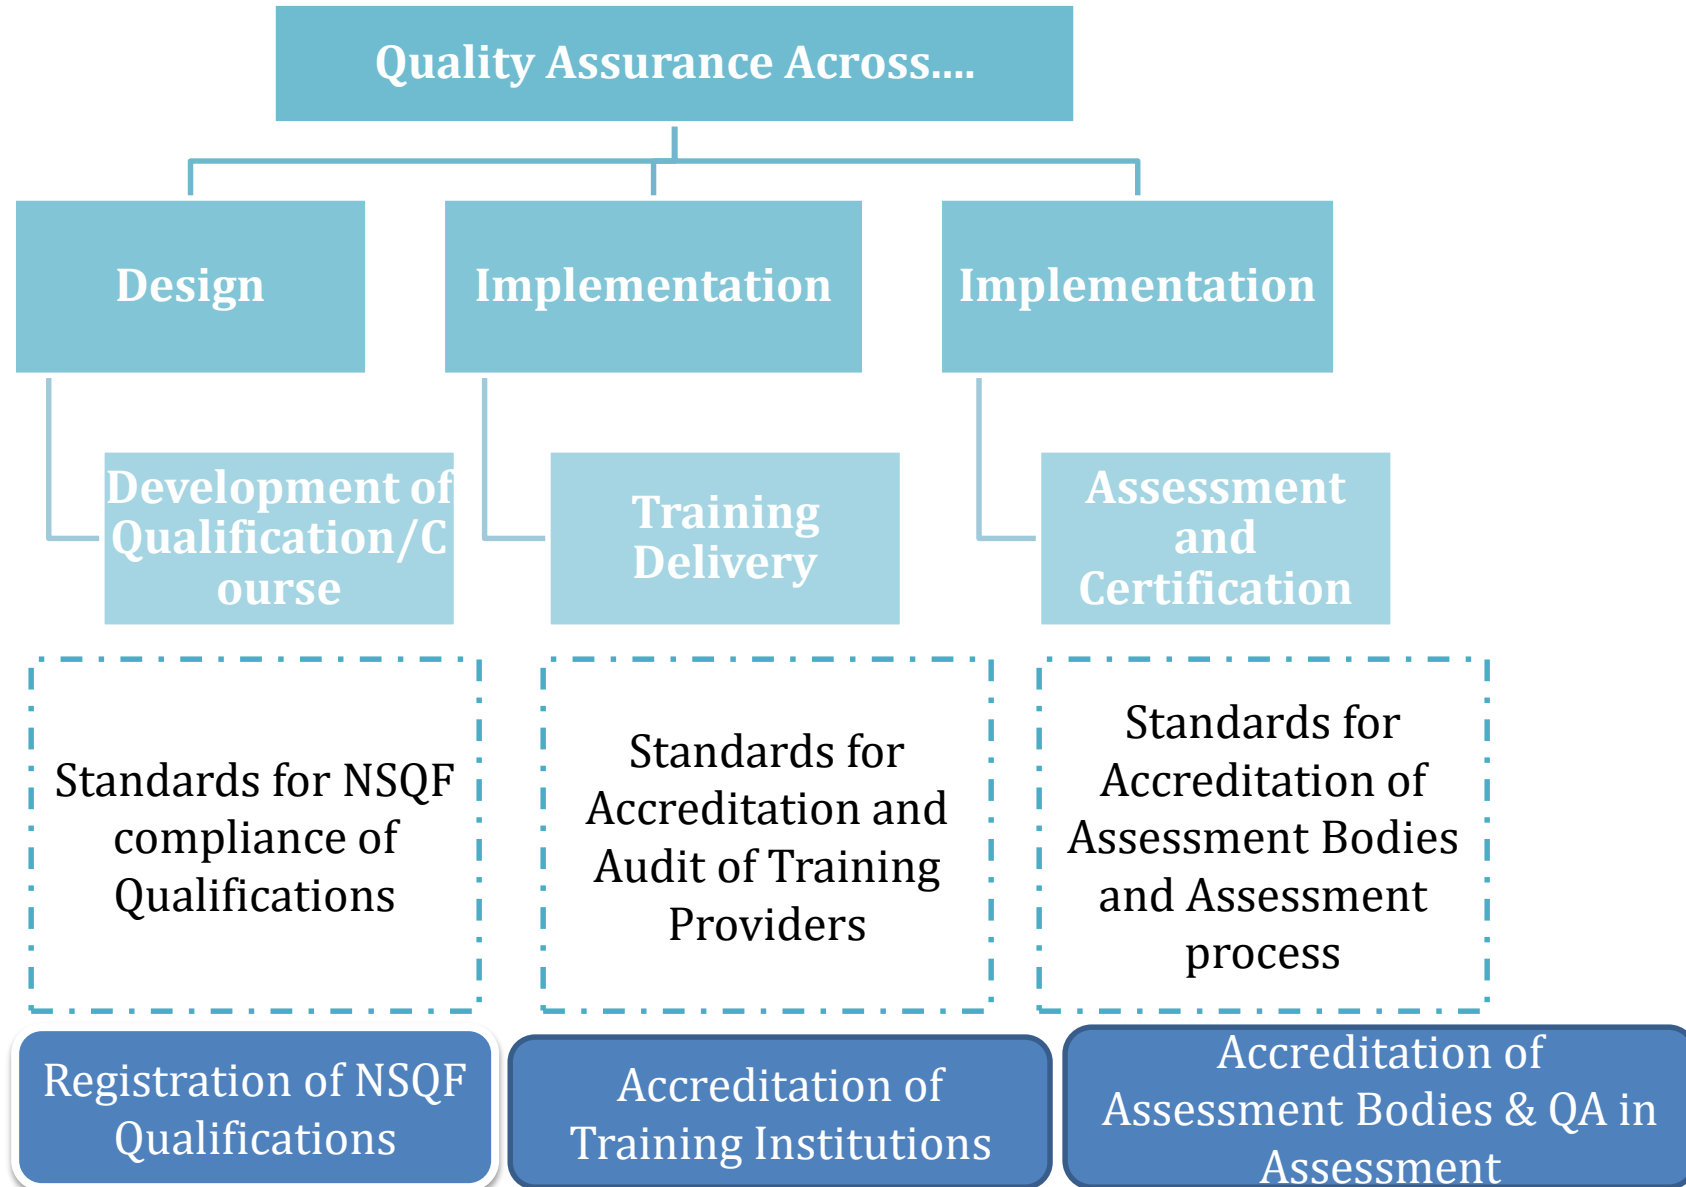 Quality Assurance Across....
Design
Implementation
Implementation
Development of
Qualification/C
ourse
Training
Delivery
Assessment
and
Certification
Standards for NSQF
compliance of
Qualifications
Standards for
Accreditation and
Audit of Training
Providers
Standards for
Accreditation of
Assessment Bodies
and Assessment
process
Registration of NSQF
Qualifications
Accreditation of
Training Institutions
Accreditation of
Assessment Bodies & QA in
Assessment